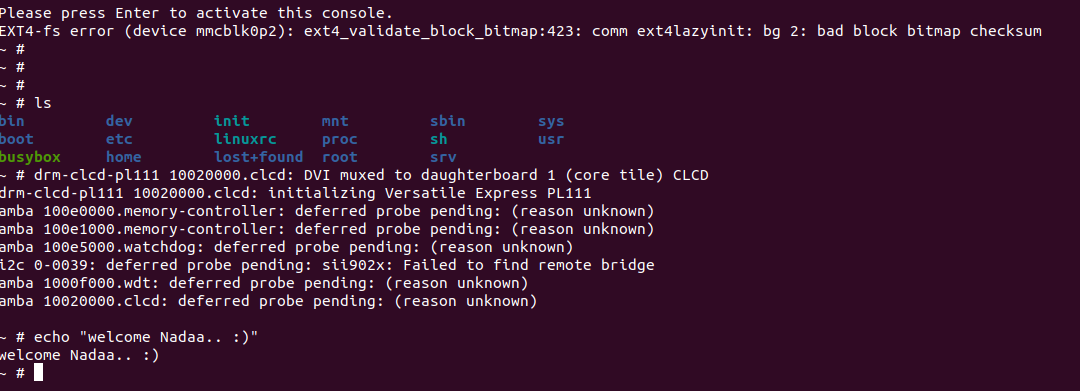 Please press Enter to activate this console.
EXT4-fs error (device mmcblk0p2): ext4_validate_block_bitmap:423: comm ext4lazyinit: bg 2: bad block bitmap checksum
~ #
~ #
~ #
~ # ls
bin dev init mnt sbin sys
boot etc linuxrc proc sh usr
busybox home lost+found root srv
~ # drm-clcd-pl111 10020000.clcd: DVI muxed to daughterboard 1 (core tile) CLCD
drm-clcd-pl111 10020000.clcd: initializing Versatile Express PL111
amba 100e0000.memory-controller: deferred probe pending: (reason unknown)
amba 100e1000.memory-controller: deferred probe pending: (reason unknown)
amba 100e5000.watchdog: deferred probe pending: (reason unknown)
i2c 0-0039: deferred probe pending: sii902x: Failed to find remote bridge
amba 1000f000.wdt: deferred probe pending: (reason unknown)
amba 10020000.clcd: deferred probe pending: (reason unknown)
~ # echo "welcome Nadaa.. :)"
welcome Nadaa.. :)
~ #